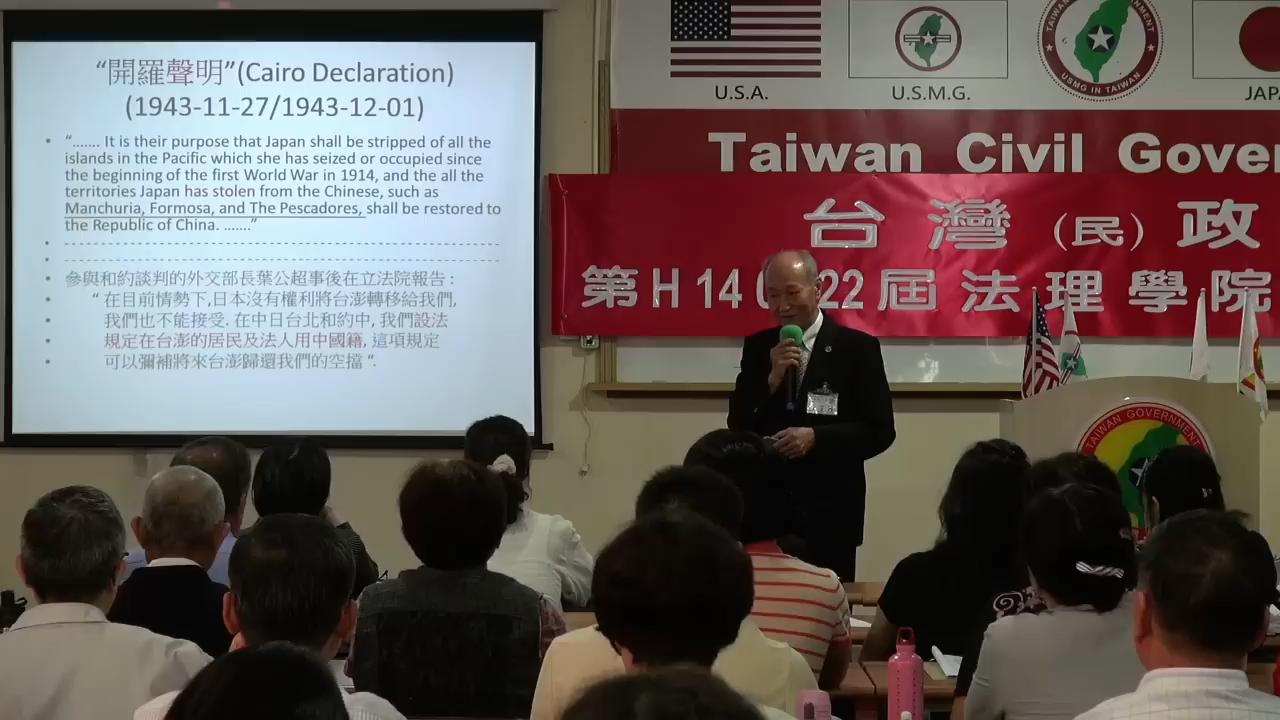 “開羅聲明”(Cairo Declaration)
(1943-11-27/1943-12-01)
“....... It is their purpose that Japan shall be stripped of all the
islands in the Pacific which she has seized or occupied since
the beginning of the first World War in 1914, and the all the
territories Japan has stolen from the Chinese, such as
Manchuria, Formosa, and The Pescadores, shall be restored to
the Republic of China. .......”
參與和約談判的外交部長葉公超事後在立法院報告 :
“ 在目前情勢下,日本沒有權利將台澎轉移給我們,
我們也不能接受. 在中日台北和約中, 我們設法
規定在台澎的居民及法人用中國籍, 這項規定
可以彌補將來台澎歸還我們的空擋 “.
U.S.A.
U.S.M.G.
USMG IN TAIWAN
JAPA
Taiwan Civil Gover
台灣(民)政
第H14 22屆法理學院
TAIWAN GOVERNMENT